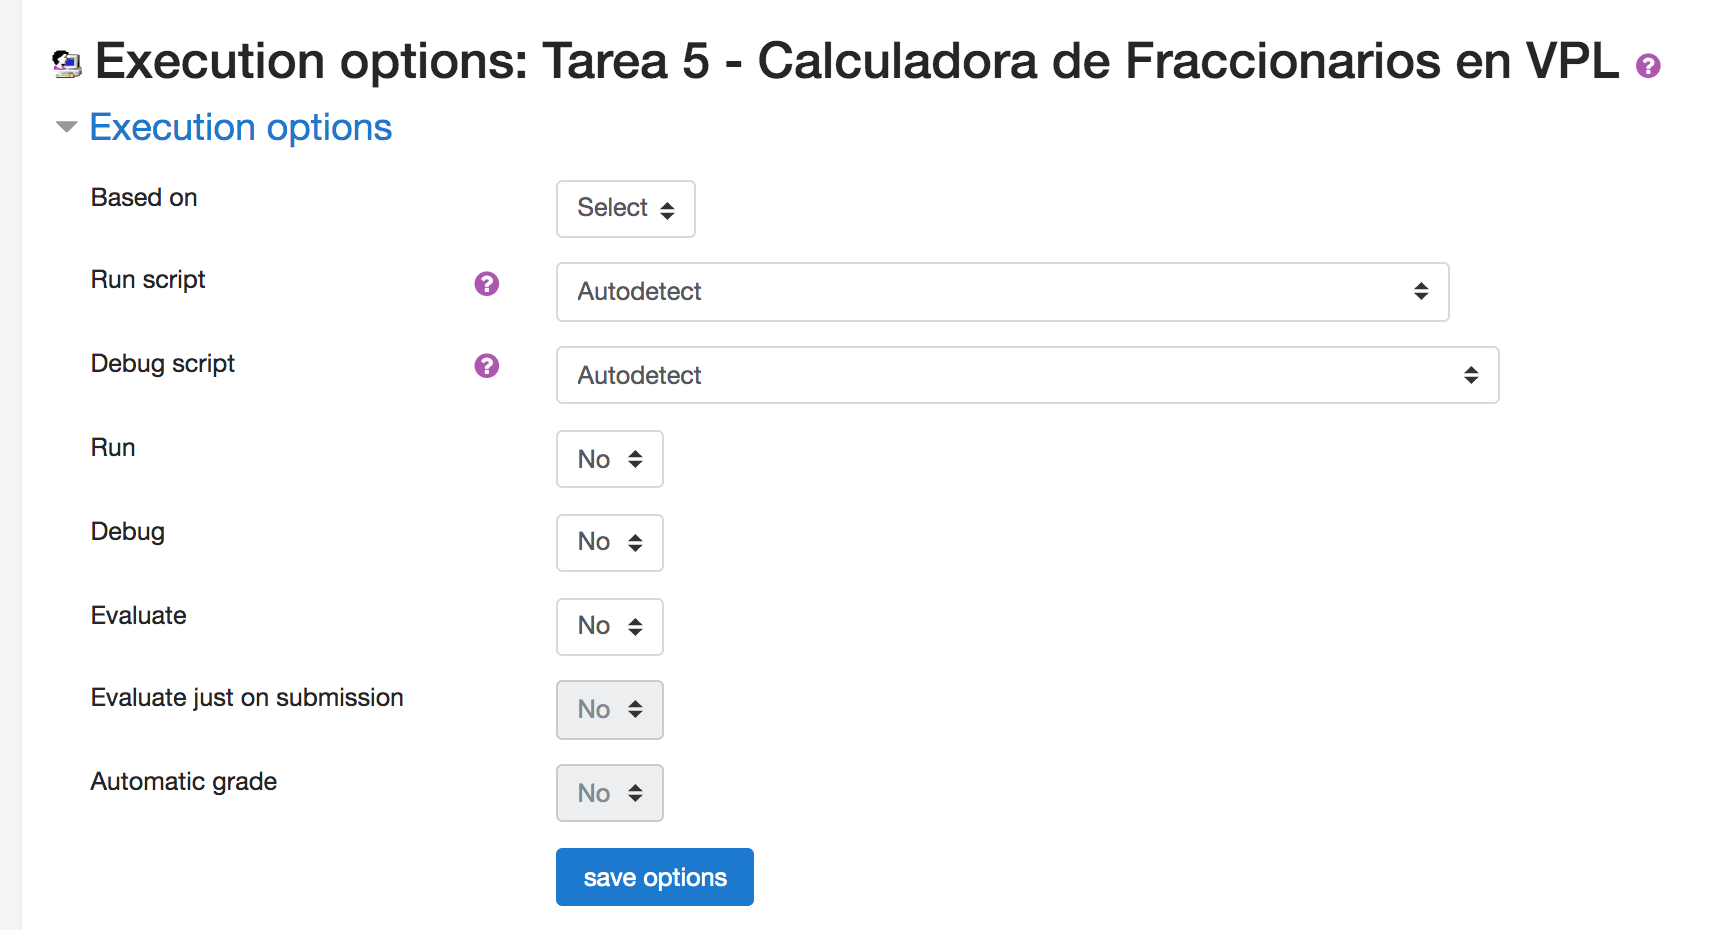 Execution options: Tarea 5 - Calculadora de Fraccionarios en VPL ?
Execution options
Based on Select
Run script ? Autodetect
Debug script ? Autodetect
Run No
Debug No
Evaluate No
Evaluate just on submission No
Automatic grade No
save options